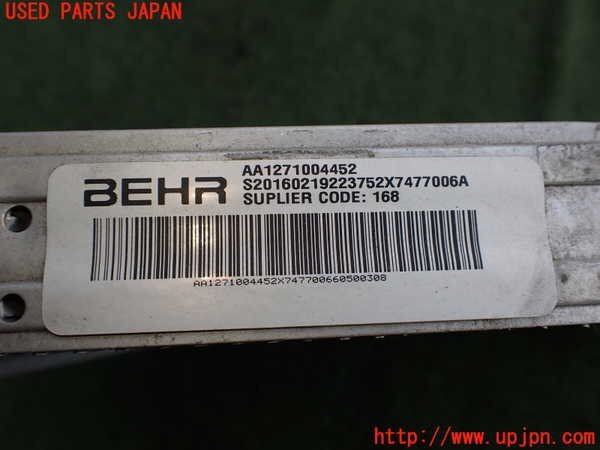 USED PARTS JAPAN
BEHR
AA1271004452
S20160219223752X7477006A
SUPLIER CODE: 168
AA1271004452X747700660500308
http://www.upjpn.com/